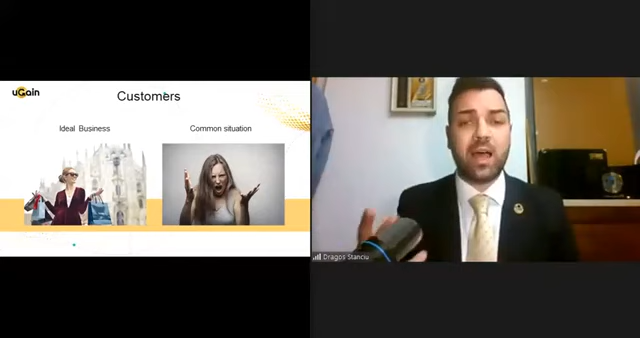 uGain
Customers
Ideal Business
Common situation
Dragos Stanciu